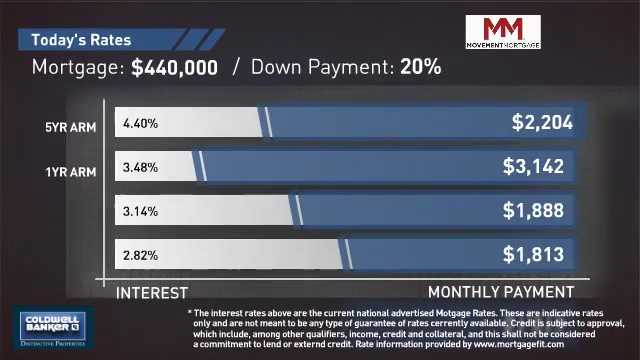 Today's Rates
MM
MOVEMENTMORTGAGE
Mortgage: $440,000 / Down Payment: 20%
5YR ARM 4.40% $2,204
1YR ARM 3.48% $3,142
3.14% $1,888
2.82% $1,813
INTEREST MONTHLY PAYMENT
COLDWELL BANKER CB
DISTINCTIVE PROPERTIES
* The interest rates above are the current national advertised Motgage Rates. These are indicative rates
only and are not meant to be any type of guarantee of rates cerrently available. Credit is subject to approval,
which include, among other qualifiers, income, credit and collateral, and this shall not be considered
a commitment to lend or externd credit. Rate information provided by www.mortgagefit.com.